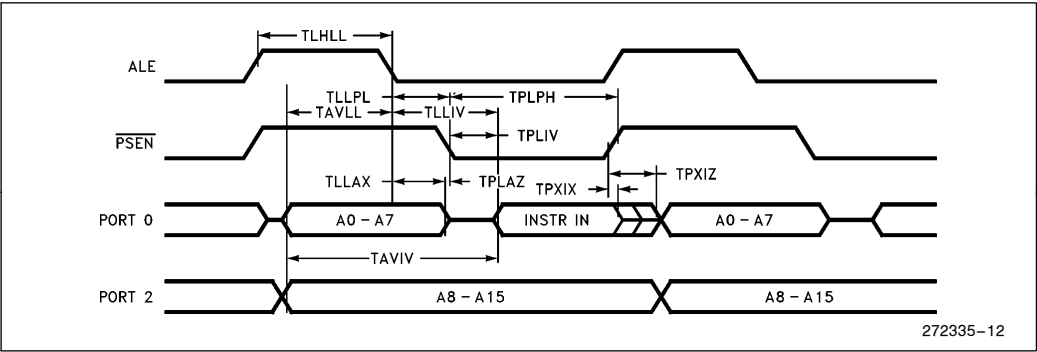 TLHLL
ALE
TLLPL
TPLPH
TAVLL
TLLIV
PSEN
TPLIV
TLLAX
TPLAZ
TPXIX
TPXIZ
PORT 0
A0 – A7
INSTR IN
A0 – A7
TAVIV
PORT 2
A8 – A15
A8 – A15
272335–12